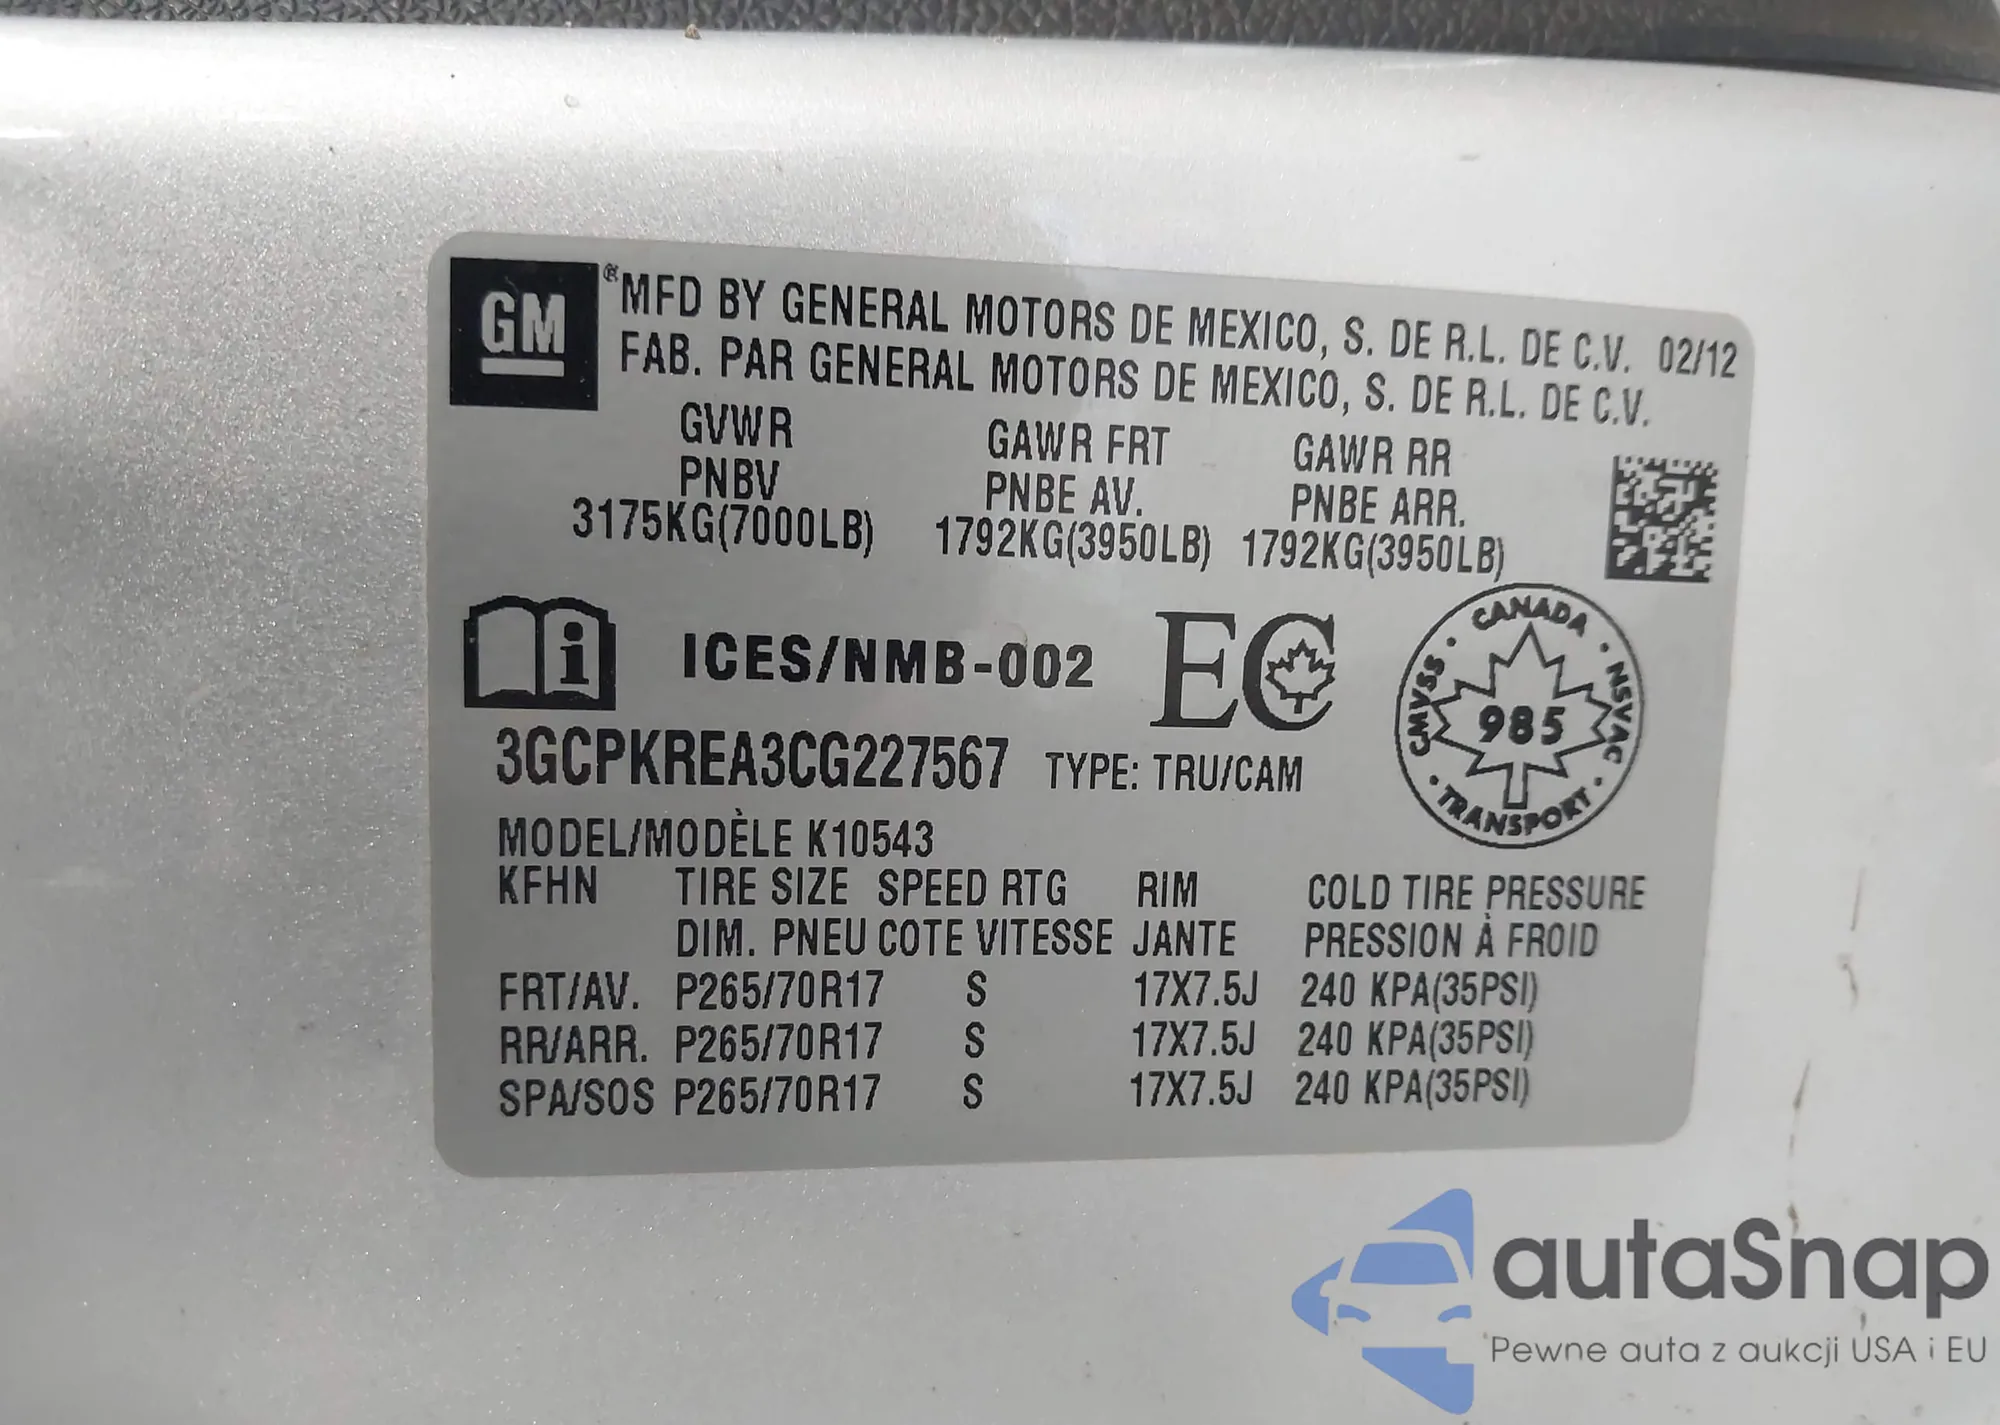 GM
® MFD BY GENERAL MOTORS DE MEXICO, S. DE R.L. DE C.V. 02/12
FAB. PAR GENERAL MOTORS DE MEXICO, S. DE R.L. DE C.V.
GVWR GAWR FRT GAWR RR
PNBV PNBE AV. PNBE ARR.
3175KG(7000LB) 1792KG(3950LB) 1792KG(3950LB)
i ICES/NMB-002 EC
CANADA
CMVSS · NSVAC
985
TRANSPORT
3GCPKREA3CG227567 TYPE: TRU/CAM
MODEL/MODÈLE K10543
KFHN TIRE SIZE SPEED RTG RIM COLD TIRE PRESSURE
DIM. PNEU COTE VITESSE JANTE PRESSION À FROID
FRT/AV. P265/70R17 S 17X7.5J 240 KPA(35PSI)
RR/ARR. P265/70R17 S 17X7.5J 240 KPA(35PSI)
SPA/SOS P265/70R17 S 17X7.5J 240 KPA(35PSI)
autaSnap
Pewne auta z aukcji USA i EU